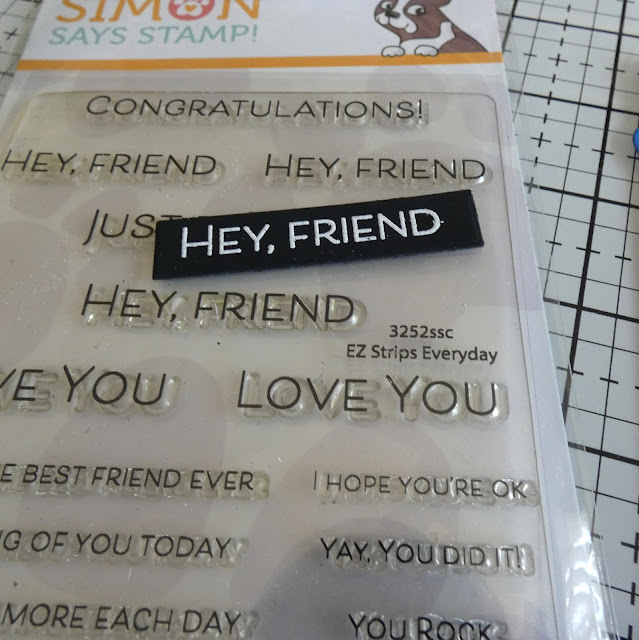 SIMON
SAYS STAMP!
CONGRATULATIONS!
HEY, FRIEND HEY, FRIEND
JUST
HEY, FRIEND
HEY, FRIEND
3252ssc
EZ Strips Everyday
VE YOU LOVE YOU
E BEST FRIEND EVER I HOPE YOU'RE OK
G OF YOU TODAY YAY, YOU DID IT!
MORE EACH DAY YOU ROCK